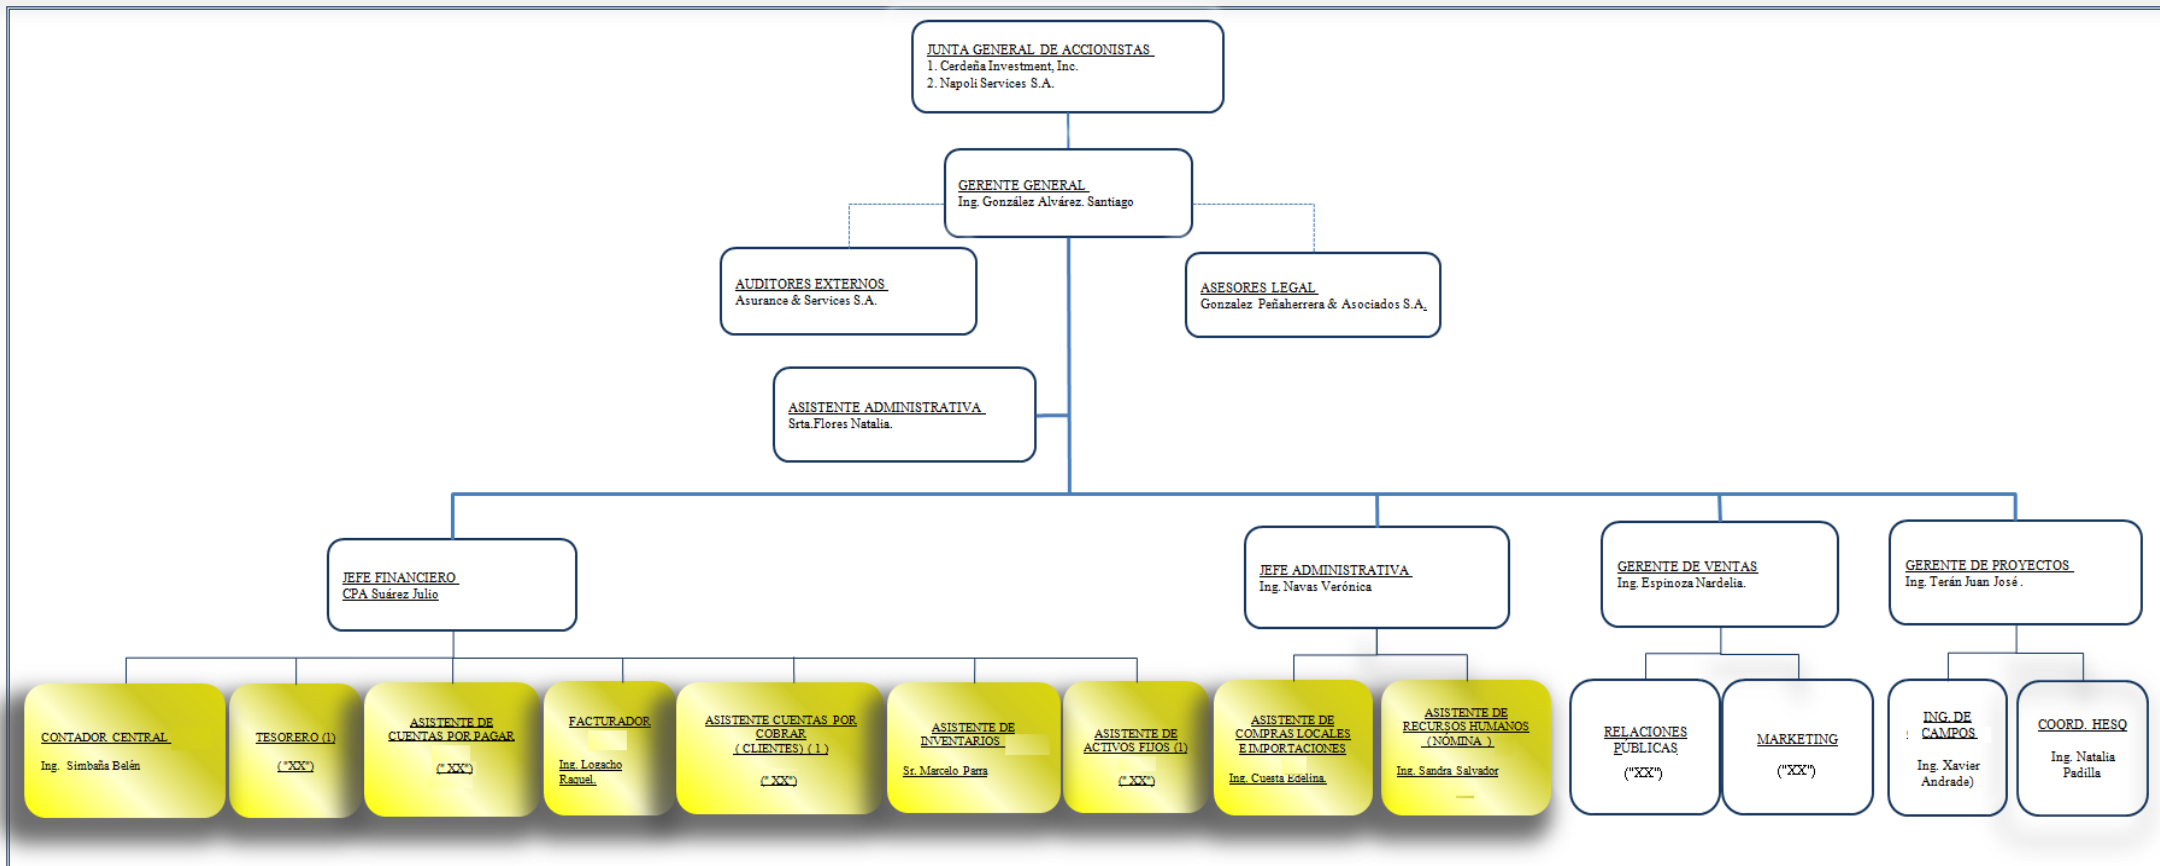 JUNTA GENERAL DE ACCIONISTAS
1. Cerdeña Investment, Inc.
2. Napoli Services S.A.
GERENTE GENERAL
Ing. González Alvárez. Santiago
AUDITORES EXTERNOS
Asurance & Services S.A.
ASESORES LEGAL
Gonzalez Peñaherrera & Asociados S.A.
ASISTENTE ADMINISTRATIVA
Srta.Flores Natalia.
JEFE FINANCIERO
CPA Suárez Julio
JEFE ADMINISTRATIVA
Ing. Navas Verónica
GERENTE DE VENTAS
Ing. Espinoza Nardelia.
GERENTE DE PROYECTOS
Ing. Terán Juan José .
CONTADOR CENTRAL
Ing. Simbaña Belén
TESORERO (1)
("XX")
ASISTENTE DE
CUENTAS POR PAGAR
(" XX")
FACTURADOR
Ing. Logacho
Raquel.
ASISTENTE CUENTAS POR
COBRAR
( CLIENTES) ( 1 )
(" XX")
ASISTENTE DE
INVENTARIOS
Sr. Marcelo Parra
ASISTENTE DE
ACTIVOS FIJOS (1)
(" XX")
ASISTENTE DE
COMPRAS LOCALES
E IMPORTACIONES
Ing. Cuesta Edelina.
ASISTENTE DE
RECURSOS HUMANOS
(NÓMINA )
Ing. Sandra Salvador
RELACIONES
PÚBLICAS
("XX")
MARKETING
("XX")
ING. DE
CAMPOS
Ing. Xavier
Andrade)
COORD. HESQ
Ing. Natalia
Padilla